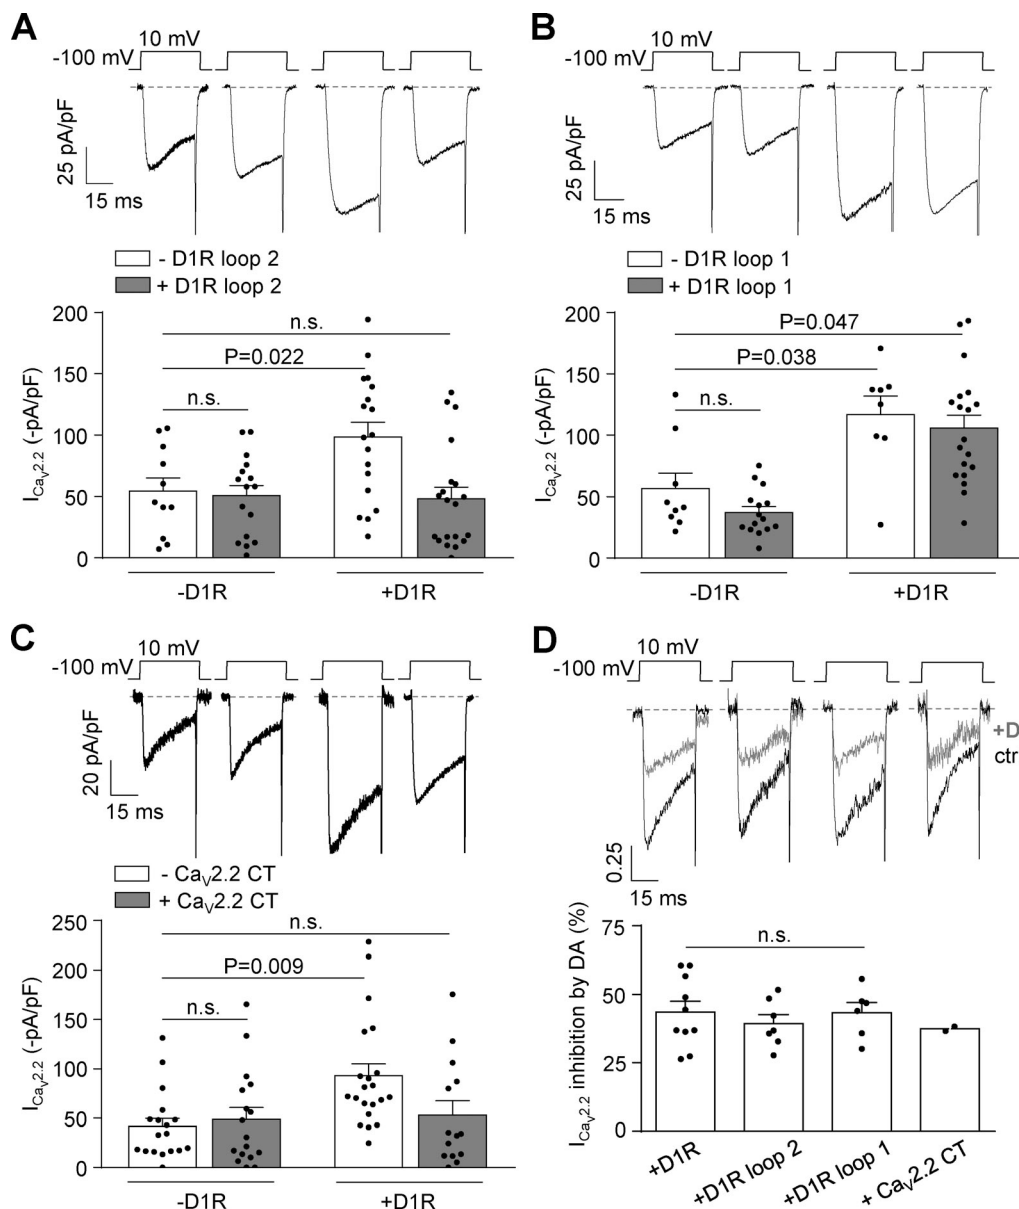 A
10 mV
-100 mV
25 pA/pF
15 ms
- D1R loop 2
+ D1R loop 2
200
150
100
50
0
I CaV2.2 (-pA/pF)
n.s.
P=0.022
n.s.
-D1R
+D1R
B
10 mV
-100 mV
25 pA/pF
15 ms
- D1R loop 1
+ D1R loop 1
200
150
100
50
0
I CaV2.2 (-pA/pF)
P=0.047
P=0.038
n.s.
-D1R
+D1R
C
10 mV
-100 mV
20 pA/pF
15 ms
- CaV2.2 CT
+ CaV2.2 CT
250
200
150
100
50
0
I CaV2.2 (-pA/pF)
n.s.
P=0.009
n.s.
-D1R
+D1R
D
10 mV
-100 mV
+D
ctr
0.25
15 ms
75
50
25
0
I CaV2.2 inhibition by DA (%)
n.s.
+D1R
+D1R loop 2
+D1R loop 1
+ CaV2.2 CT